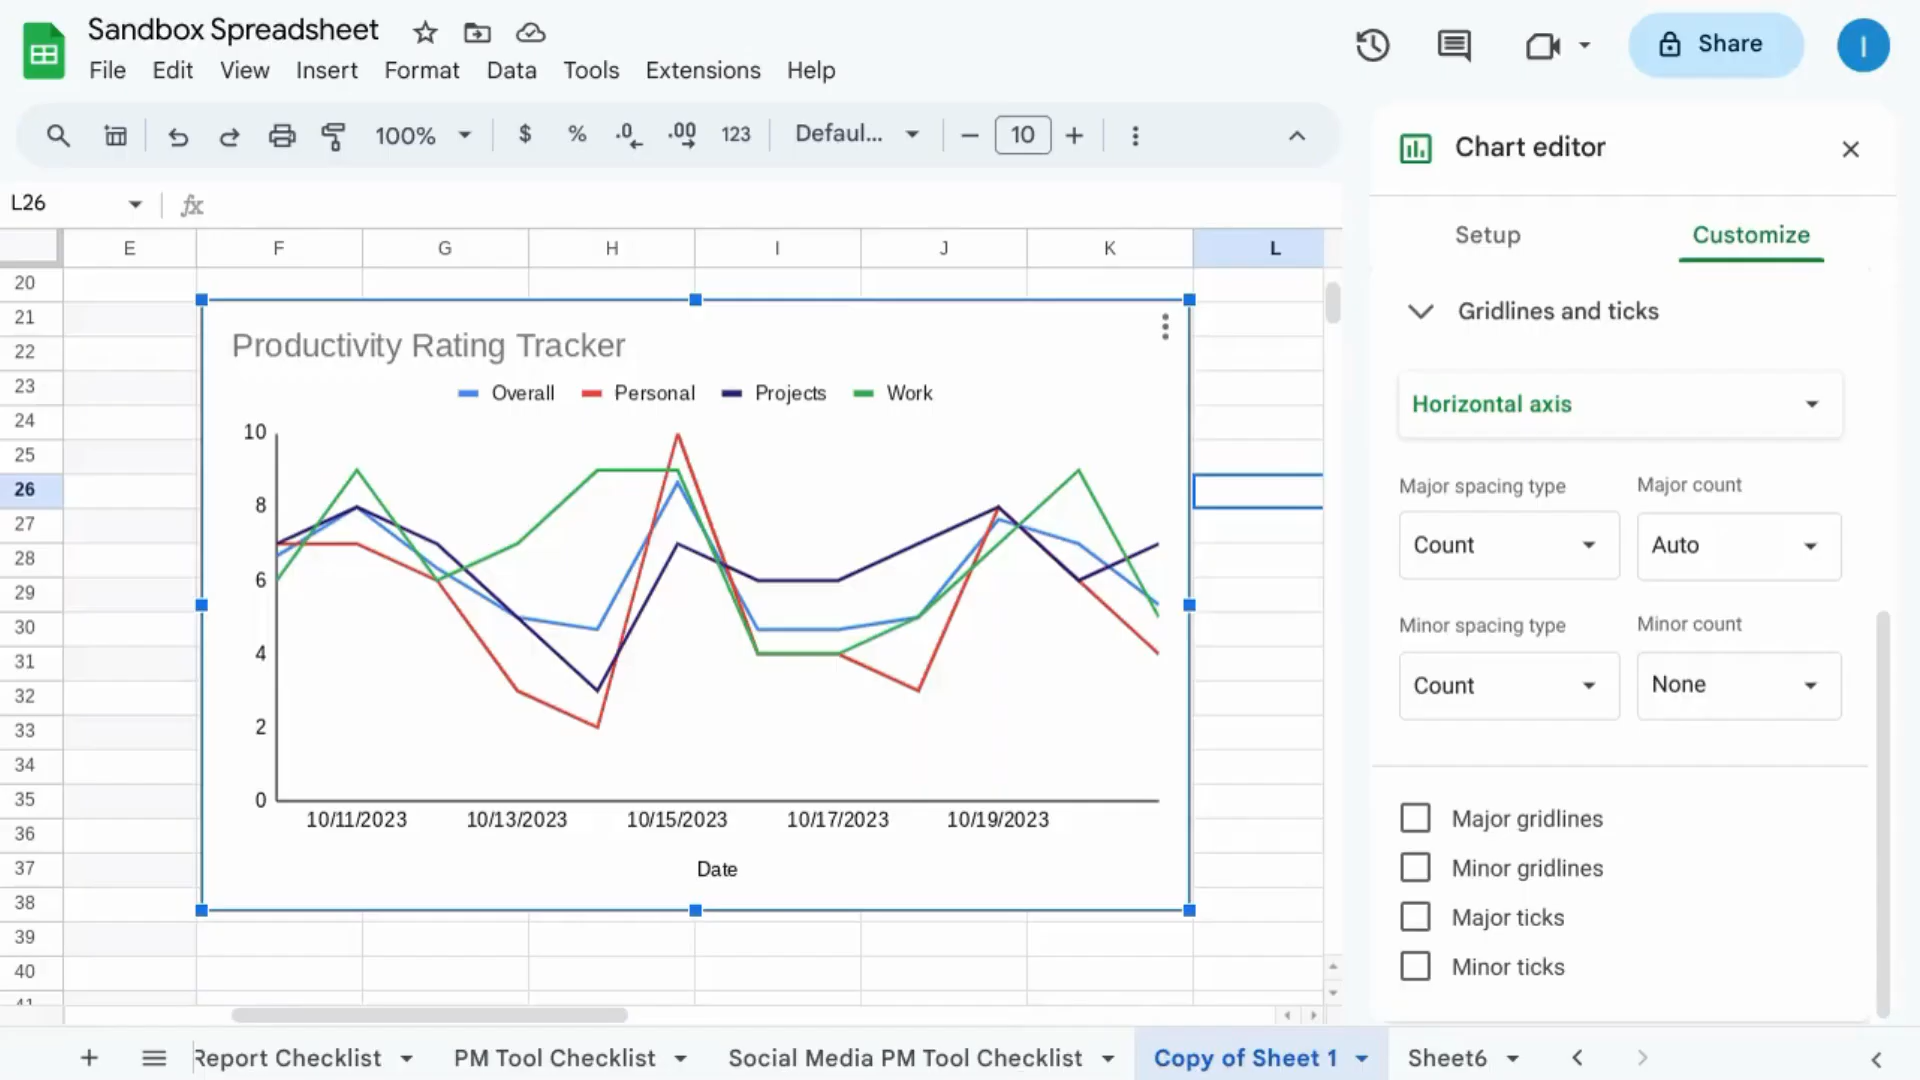 Sandbox Spreadsheet
File Edit View Insert Format Data Tools Extensions Help
Share
I
100% $ % .0 .00 123 Defaul... 10
L26 fx
E F G H I J K L
20
21
22
23
24
25
26
27
28
29
30
31
32
33
34
35
36
37
38
39
40
41
Productivity Rating Tracker
Overall Personal Projects Work
10
8
6
4
2
0
10/11/2023 10/13/2023 10/15/2023 10/17/2023 10/19/2023
Date
Chart editor
Setup Customize
Gridlines and ticks
Horizontal axis
Major spacing type Major count
Count Auto
Minor spacing type Minor count
Count None
Major gridlines
Minor gridlines
Major ticks
Minor ticks
Report Checklist PM Tool Checklist Social Media PM Tool Checklist Copy of Sheet 1 Sheet6